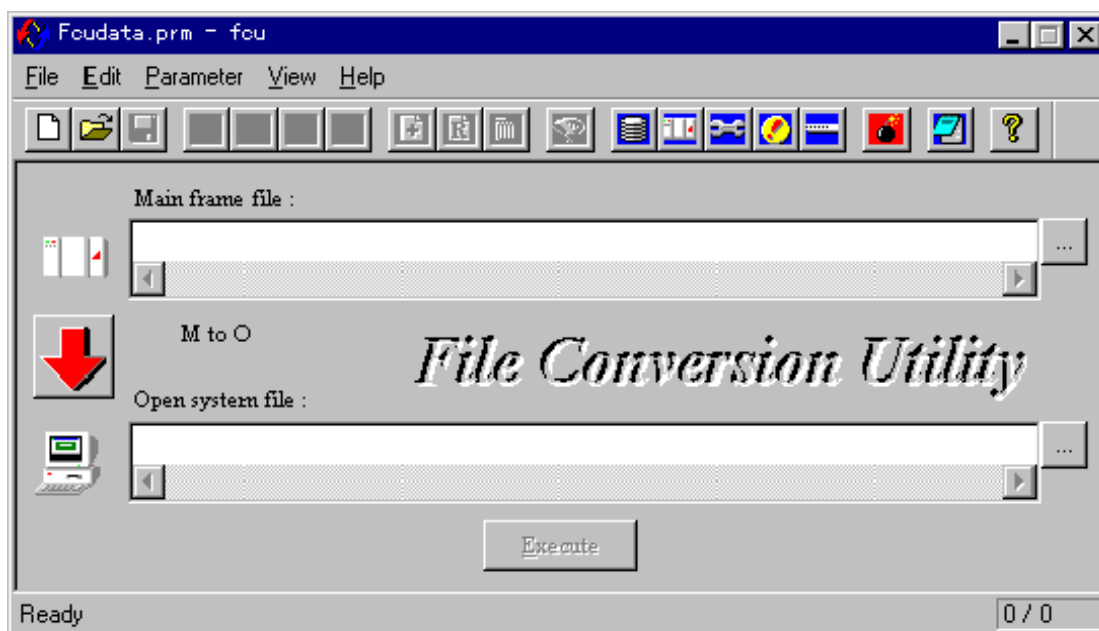 Fcudata.prm - fcu
File Edit Parameter View Help
Main frame file :
...
M to O
File Conversion Utility
Open system file :
...
Execute
Ready
0 / 0